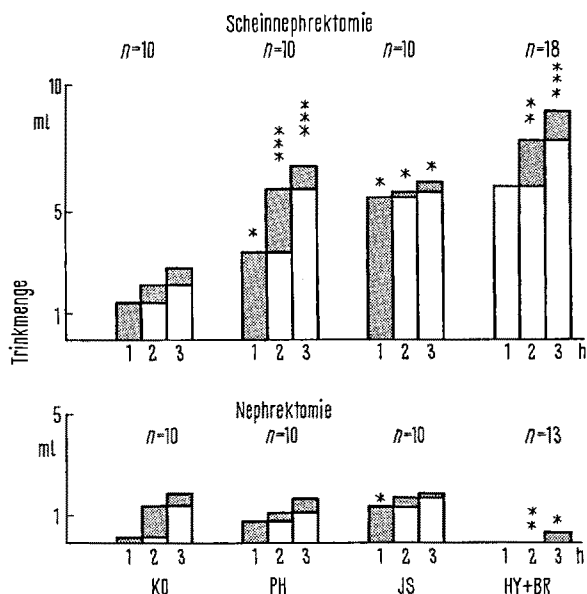 Scheinnephrektomie
n=10 n=10 n=10 n=18
10
ml
5
1
Trinkmenge
* *** *** * * * ** ***
1 2 3 1 2 3 1 2 3 1 2 3 h
Nephrektomie
5
n=10 n=10 n=10 n=13
ml
1
* ** *
1 2 3 1 2 3 1 2 3 1 2 3 h
KO PH JS HY+BR